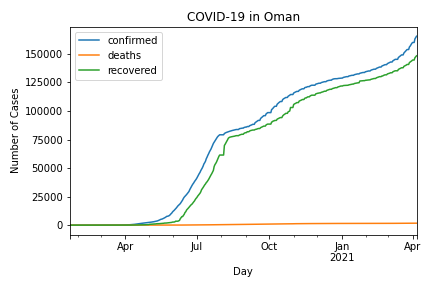 COVID-19 in Oman
confirmed
deaths
recovered
Number of Cases
150000
125000
100000
75000
50000
25000
0
Apr
Jul
Oct
Jan
2021
Apr
Day